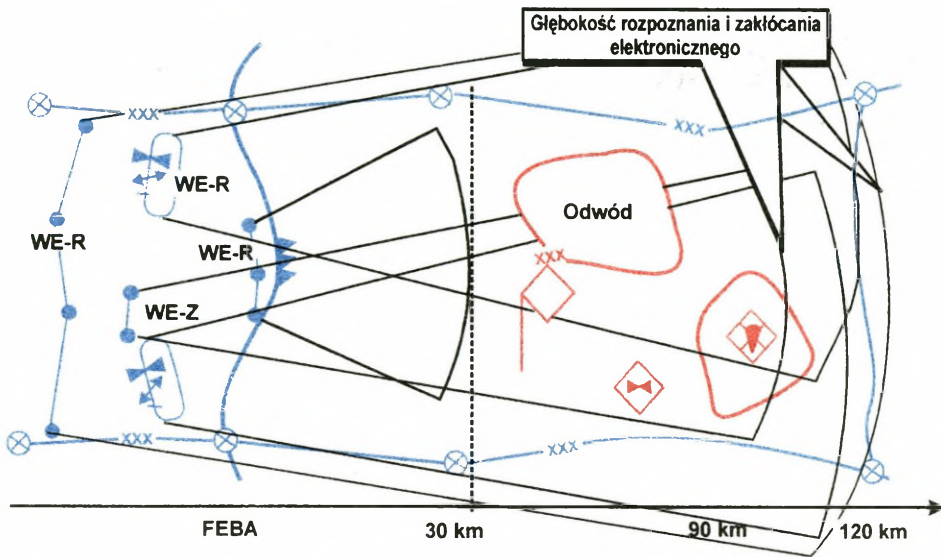 Głębokość rozpoznania i zakłócania
elektronicznego
XXX
XXX
WE-R
WE-R
WE-R
Odwód
XXX
WE-Z
XXX
XXX
FEBA
30 km
90 km
120 km